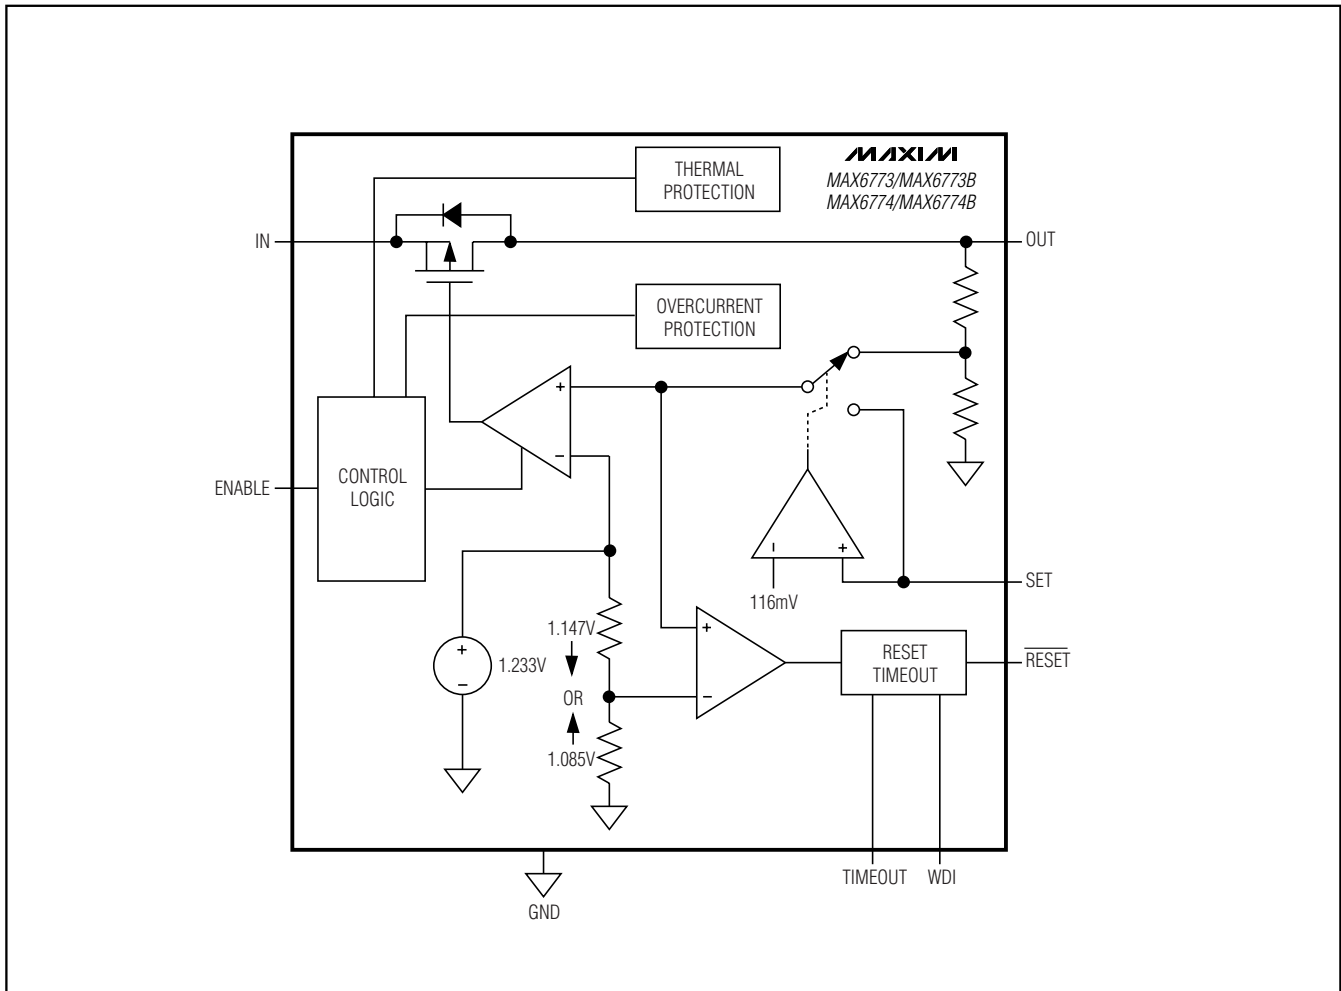 THERMAL
PROTECTION
MAXIM
MAX6773/MAX6773B
MAX6774/MAX6774B
IN
OUT
OVERCURRENT
PROTECTION
+
−
CONTROL
LOGIC
ENABLE
−
+
116mV
SET
1.147V
+
−
1.233V
OR
1.085V
+
−
RESET
TIMEOUT
RESET
TIMEOUT
WDI
GND